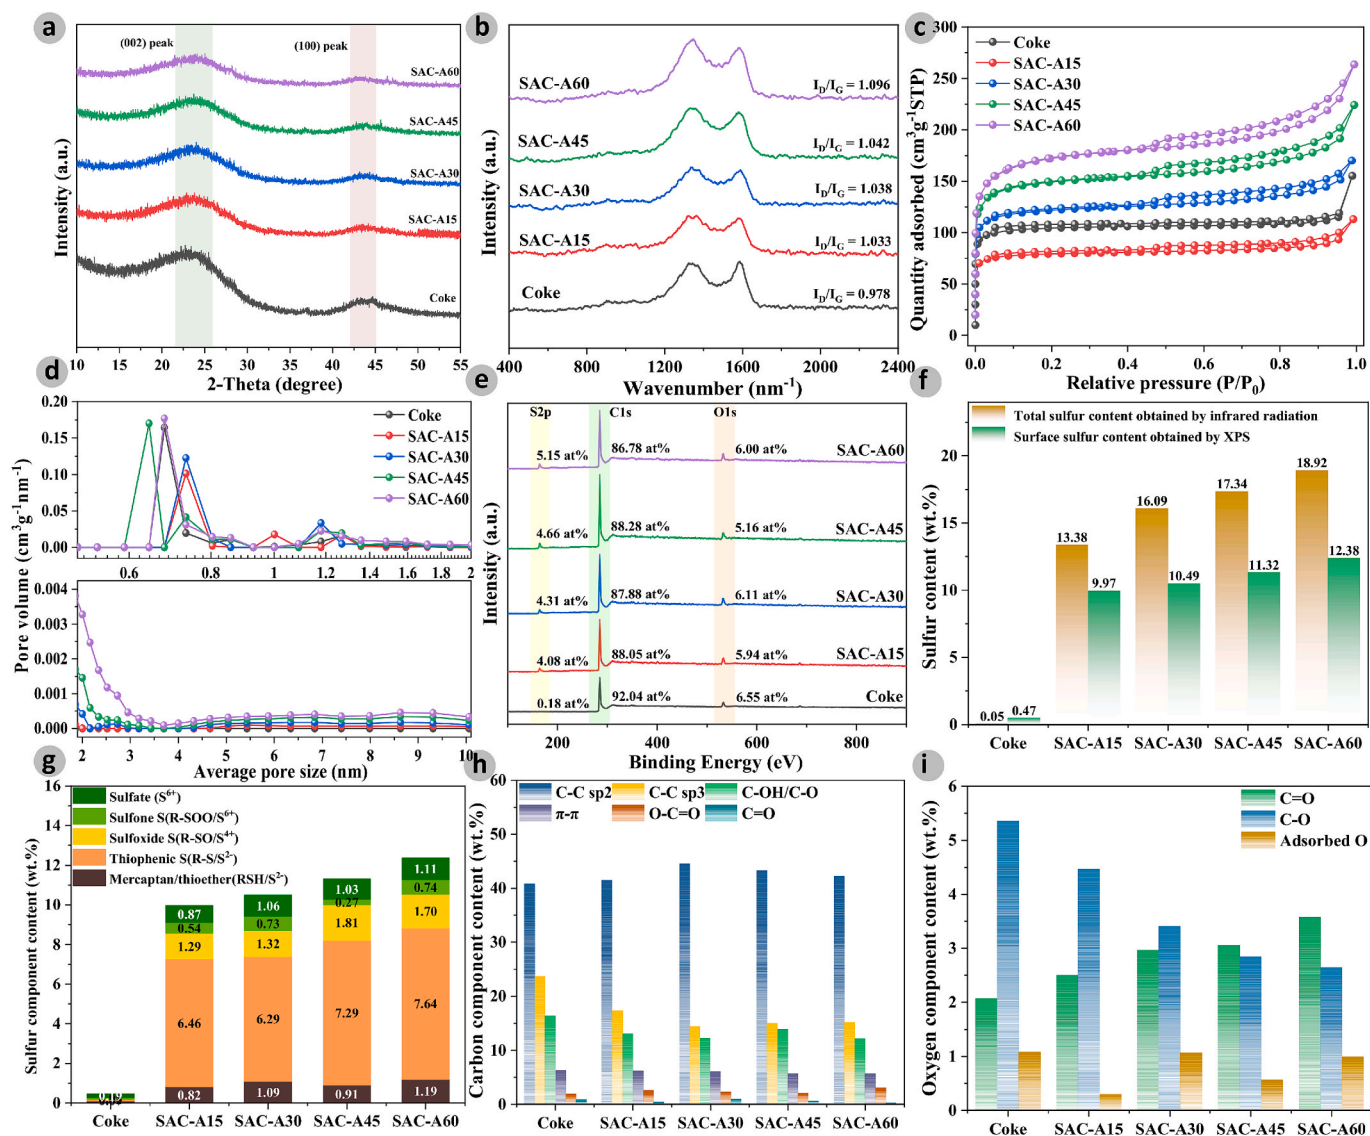 a
(002) peak
(100) peak
SAC-A60
SAC-A45
SAC-A30
SAC-A15
Coke
Intensity (a.u.)
10 15 20 25 30 35 40 45 50 55
2-Theta (degree)
b
SAC-A60
I_D/I_G = 1.096
SAC-A45
I_D/I_G = 1.042
SAC-A30
I_D/I_G = 1.038
SAC-A15
I_D/I_G = 1.033
Coke
I_D/I_G = 0.978
Intensity (a.u.)
400 800 1200 1600 2000 2400
Wavenumber (nm⁻¹)
c
Coke
SAC-A15
SAC-A30
SAC-A45
SAC-A60
Quantity adsorbed (cm³g⁻¹STP)
300
250
200
150
100
50
0
0.0 0.2 0.4 0.6 0.8 1.0
Relative pressure (P/P₀)
d
Coke
SAC-A15
SAC-A30
SAC-A45
SAC-A60
Pore volume (cm³g⁻¹nm⁻¹)
0.20
0.15
0.10
0.05
0.00
0.6 0.8 1 1.2 1.4 1.6 1.8 2
0.004
0.003
0.002
0.001
0.000
2 3 4 5 6 7 8 9 10
Average pore size (nm)
e
S2p C1s O1s
5.15 at% 86.78 at% 6.00 at% SAC-A60
4.66 at% 88.28 at% 5.16 at% SAC-A45
4.31 at% 87.88 at% 6.11 at% SAC-A30
4.08 at% 88.05 at% 5.94 at% SAC-A15
0.18 at% 92.04 at% 6.55 at% Coke
Intensity (a.u.)
200 400 600 800
Binding Energy (eV)
f
Total sulfur content obtained by infrared radiation
Surface sulfur content obtained by XPS
Sulfur content (wt.%)
20
15
10
5
0
0.05 0.47
13.38 9.97
16.09 10.49
17.34 11.32
18.92 12.38
Coke SAC-A15 SAC-A30 SAC-A45 SAC-A60
g
Sulfate (S⁶⁺)
Sulfone S(R-SOO/S⁶⁺)
Sulfoxide S(R-SO/S⁴⁺)
Thiophenic S(R-S/S²⁻)
Mercaptan/thioether(RSH/S²⁻)
Sulfur component content (wt.%)
16
14
12
10
8
6
4
2
0
0.19
0.87 0.54 1.29 6.46 0.82
1.06 0.73 1.32 6.29 1.09
1.03 0.27 1.81 7.29 0.91
1.11 0.74 1.70 7.64 1.19
Coke SAC-A15 SAC-A30 SAC-A45 SAC-A60
h
C-C sp2 C-C sp3 C-OH/C-O
π-π O-C=O C=O
Carbon component content (wt.%)
60
50
40
30
20
10
0
Coke SAC-A15 SAC-A30 SAC-A45 SAC-A60
i
C=O
C-O
Adsorbed O
Oxygen component content (wt.%)
6
5
4
3
2
1
0
Coke SAC-A15 SAC-A30 SAC-A45 SAC-A60